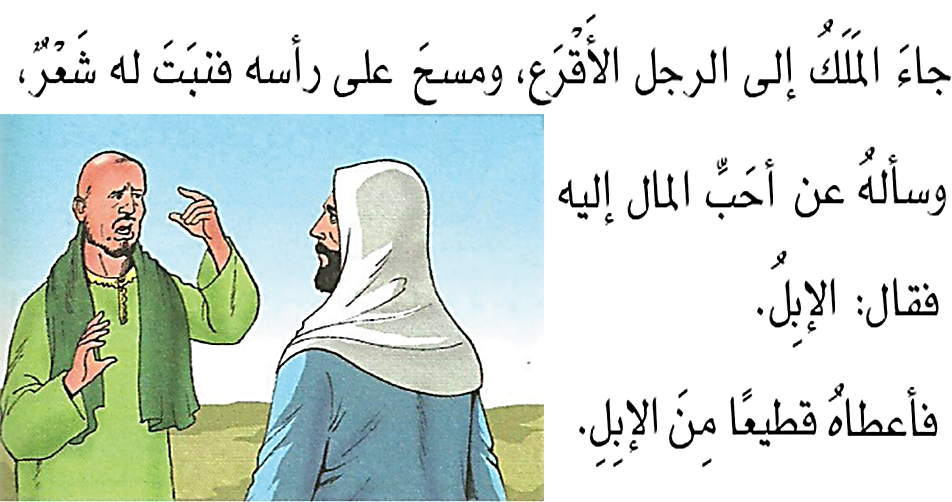 جاءَ المَلَكُ إلى الرجل الأَقْرَع، ومسحَ على رأسه فنبَتَ له شَعْرٌ،
وسألهُ عن أحَبِّ المال إليه
فقال: الإبِلُ.
فأعطاهُ قطيعًا مِنَ الإبِلِ.